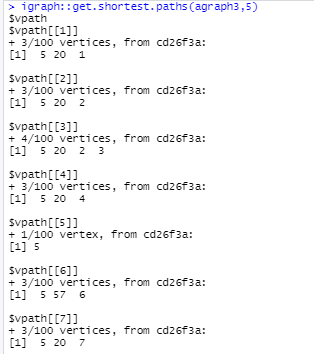 > igraph::get.shortest.paths(agraph3,5)
$vpath
$vpath[[1]]
+ 3/100 vertices, from cd26f3a:
[1]  5 20  1

$vpath[[2]]
+ 3/100 vertices, from cd26f3a:
[1]  5 20  2

$vpath[[3]]
+ 4/100 vertices, from cd26f3a:
[1]  5 20  2  3

$vpath[[4]]
+ 3/100 vertices, from cd26f3a:
[1]  5 20  4

$vpath[[5]]
+ 1/100 vertex, from cd26f3a:
[1] 5

$vpath[[6]]
+ 3/100 vertices, from cd26f3a:
[1]  5 57  6

$vpath[[7]]
+ 3/100 vertices, from cd26f3a:
[1]  5 20  7